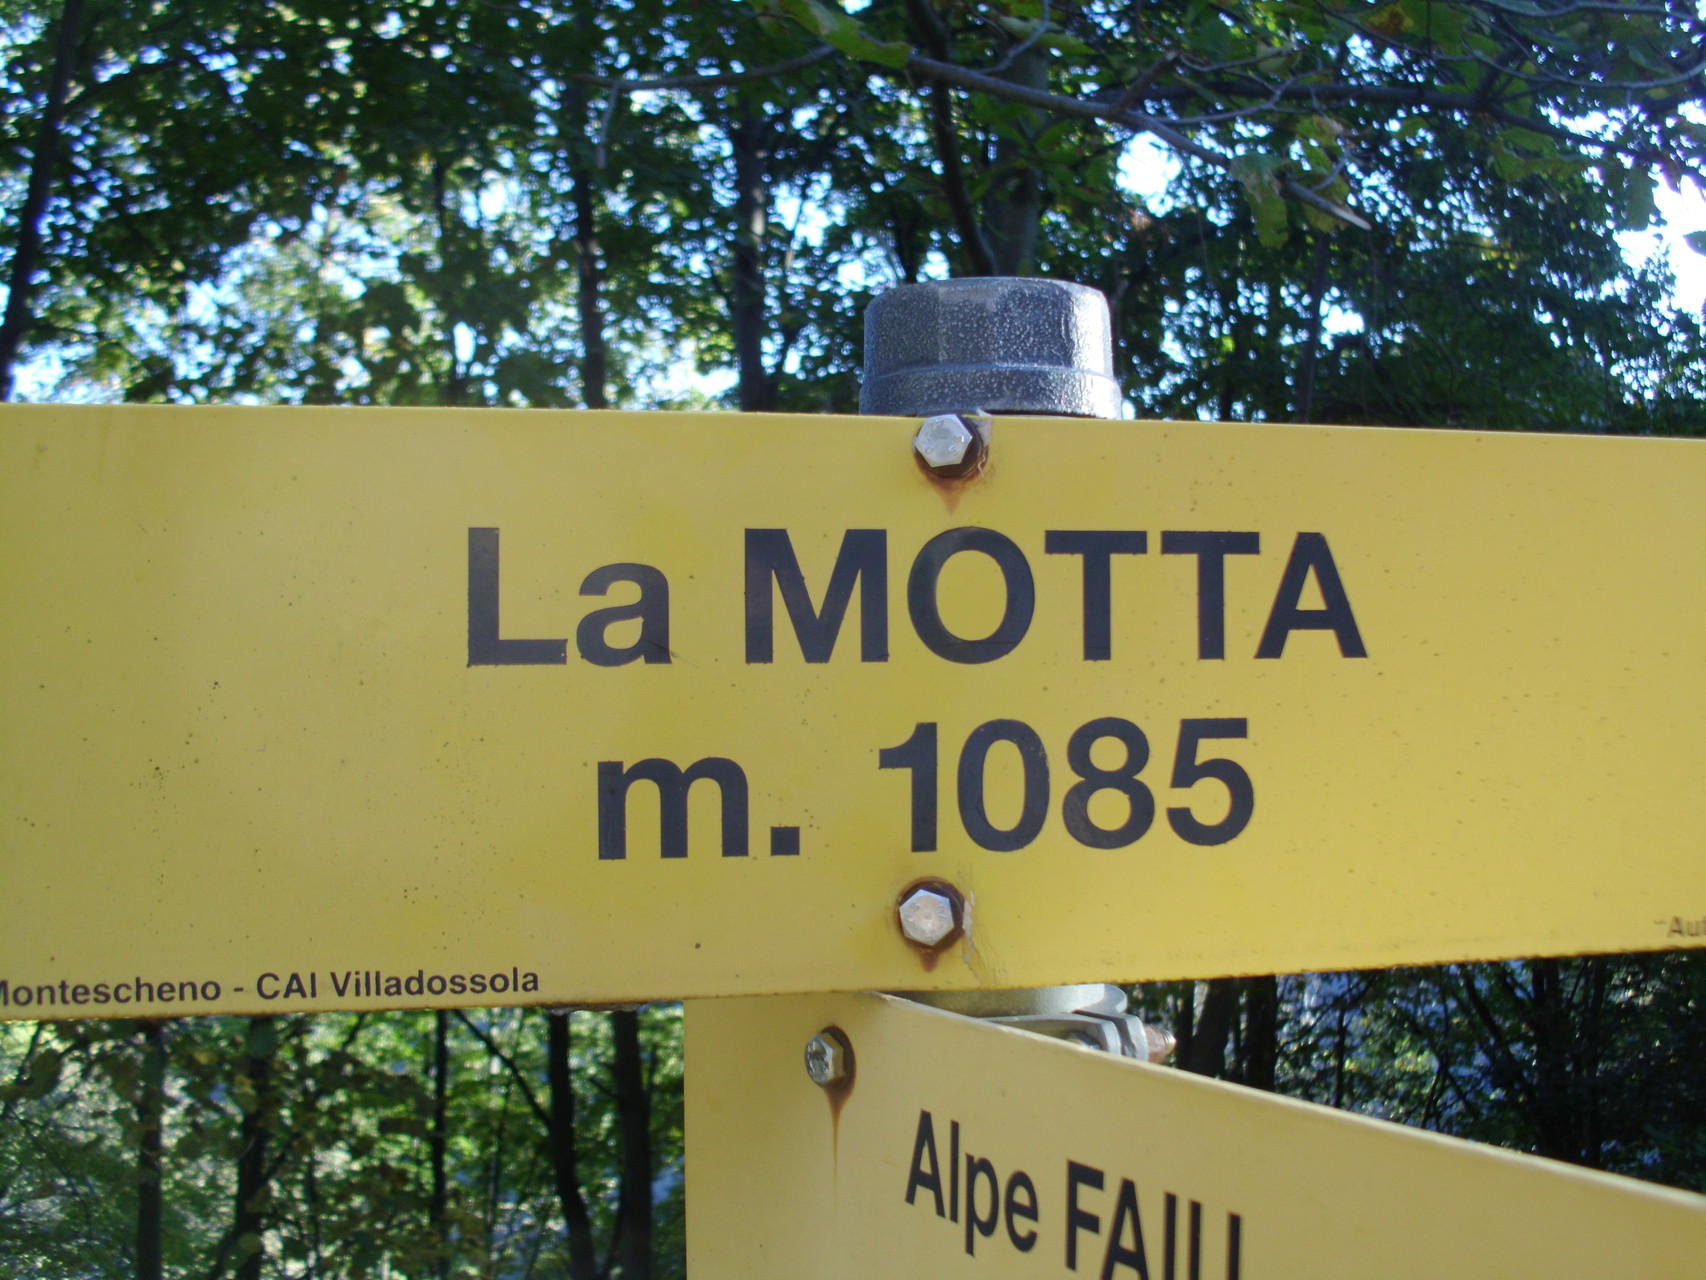 La MOTTA
m. 1085
Montescheno - CAI Villadossola
Alpe